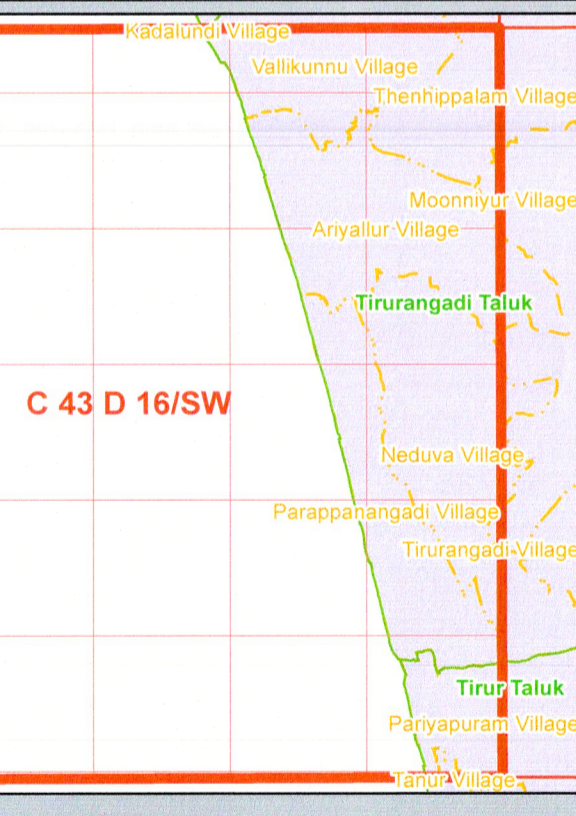 Kadalundi Village
Vallikunnu Village
Thenhippalam Village
Moonniyur Village
Ariyallur Village
Tirurangadi Taluk
C 43 D 16/SW
Neduva Village
Parappanangadi Village
Tirurangadi Village
Tirur Taluk
Pariyapuram Village
Tanur Village